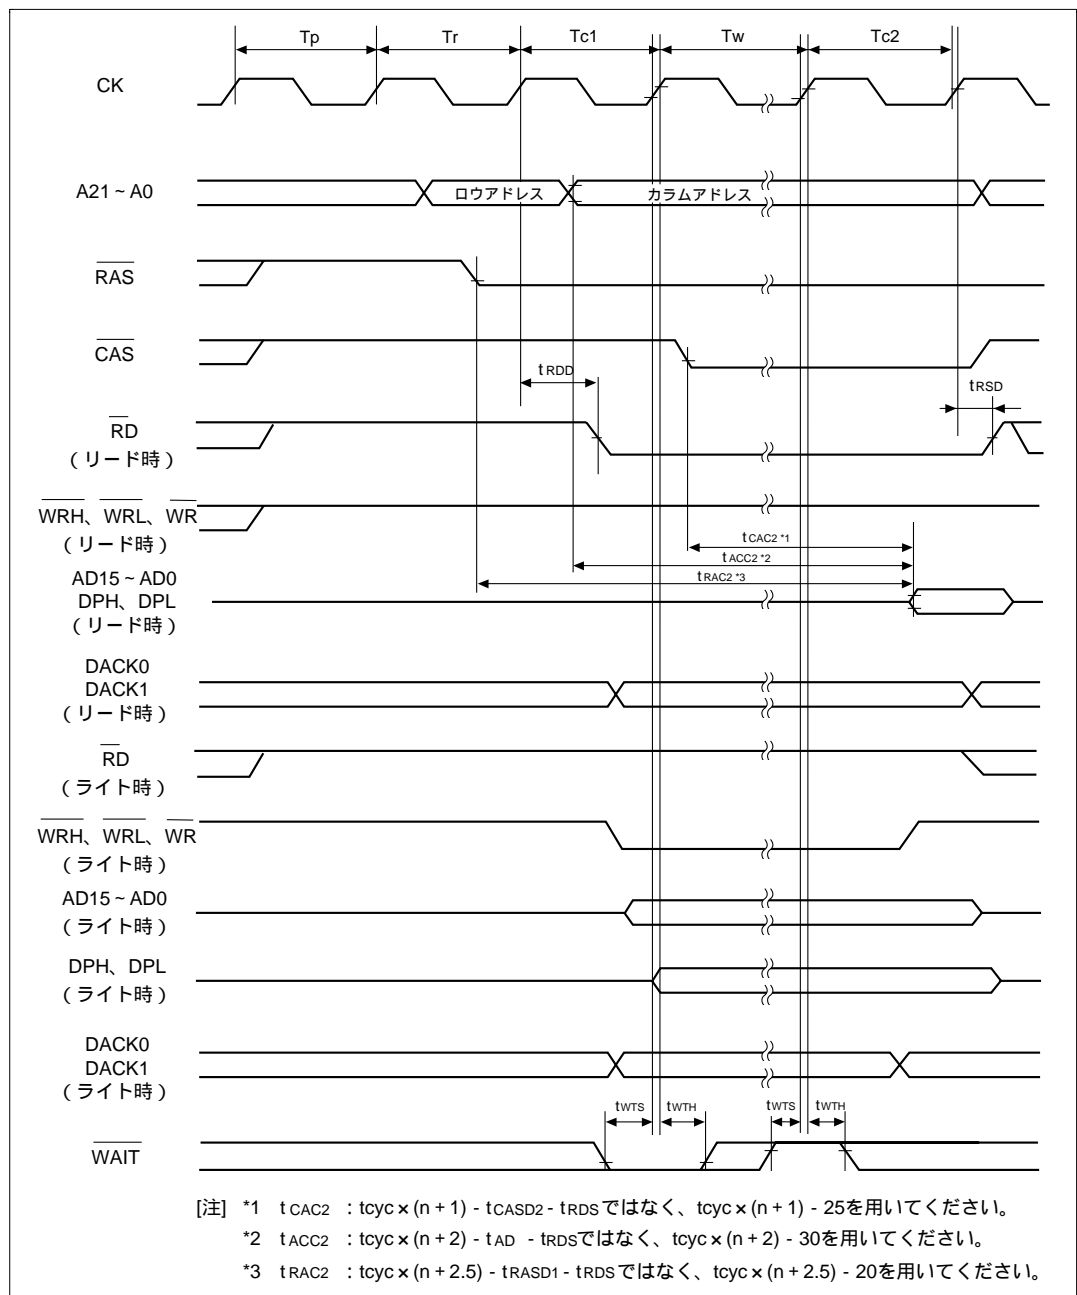 Tp Tr Tc1 Tw Tc2
CK
A21~A0 ロウアドレス カラムアドレス
RAS
CAS
tRDD tRSD
RD
(リード時)
WRH、WRL、WR
(リード時)
tCAC2 *1
tACC2 *2
tRAC2 *3
AD15~AD0
DPH、DPL
(リード時)
DACK0
DACK1
(リード時)
RD
(ライト時)
WRH、WRL、WR
(ライト時)
AD15~AD0
(ライト時)
DPH、DPL
(ライト時)
DACK0
DACK1
(ライト時)
tWTS tWTH tWTS tWTH
WAIT
[注] *1 tCAC2 : tcyc×(n+1) - tCASD2 - tRDSではなく、tcyc×(n+1) - 25を用いてください。
*2 tACC2 : tcyc×(n+2) - tAD - tRDSではなく、tcyc×(n+2) - 30を用いてください。
*3 tRAC2 : tcyc×(n+2.5) - tRASD1 - tRDSではなく、tcyc×(n+2.5) - 20を用いてください。